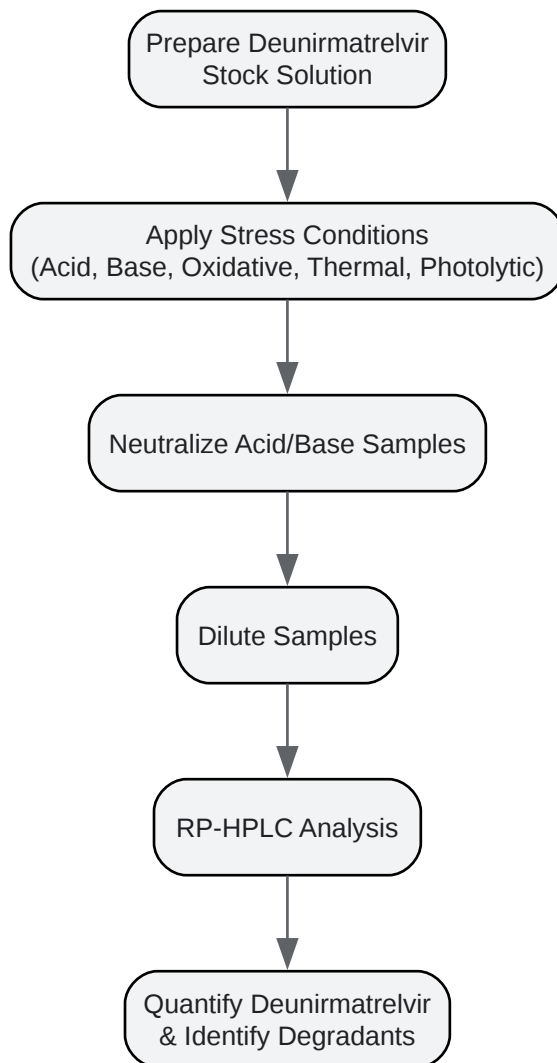 Prepare Deunirmatrelvir
Stock Solution
Apply Stress Conditions
(Acid, Base, Oxidative, Thermal, Photolytic)
Neutralize Acid/Base Samples
Dilute Samples
RP-HPLC Analysis
Quantify Deunirmatrelvir
& Identify Degradants